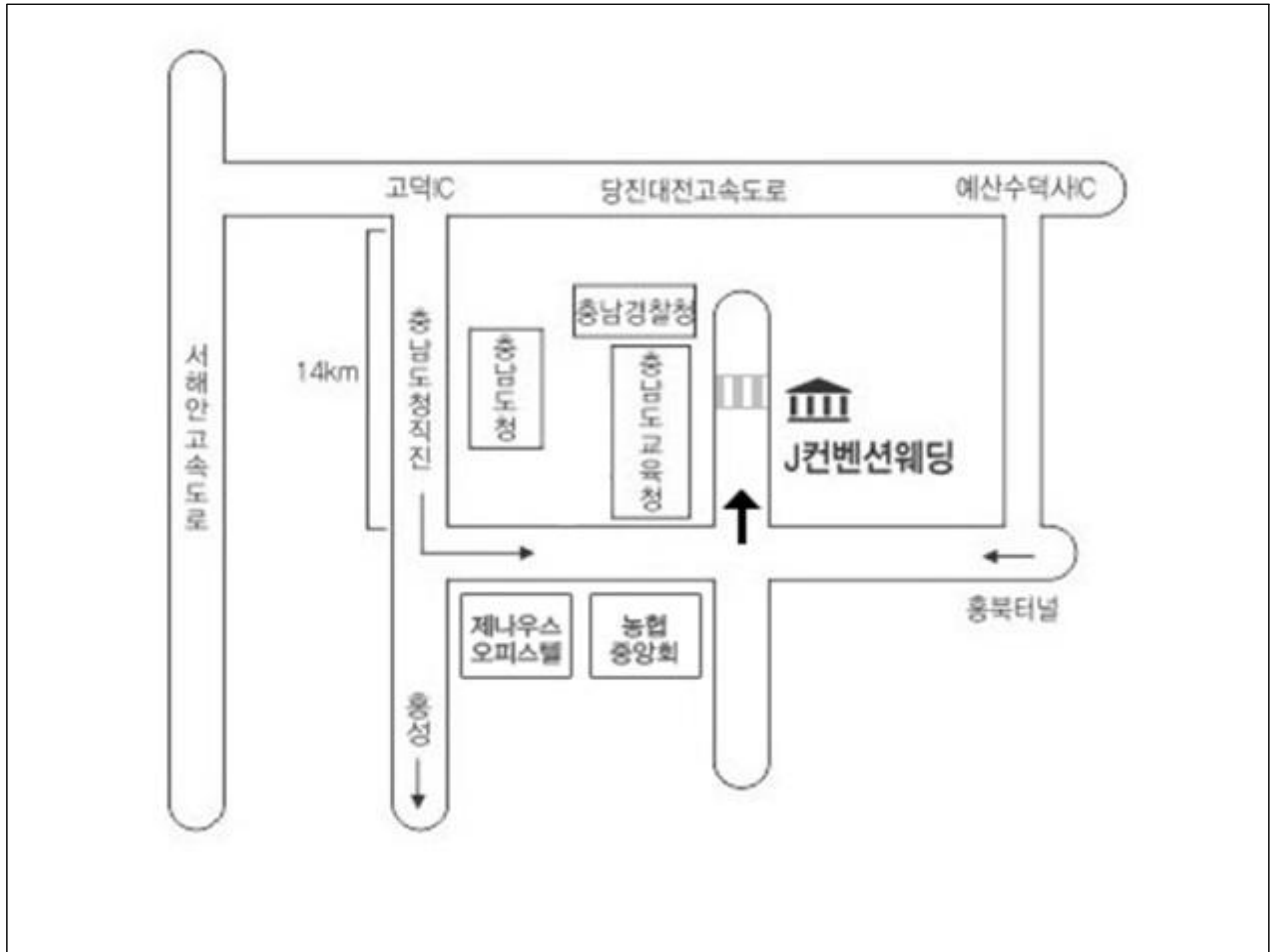 고덕IC
당진대전고속도로
예산수덕사IC
서해안고속도로
14km
충남도청직진
충남도청
충남경찰청
충남도교육청
J컨벤션웨딩
홍북터널
제나우스
오피스텔
농협
중앙회
홍성